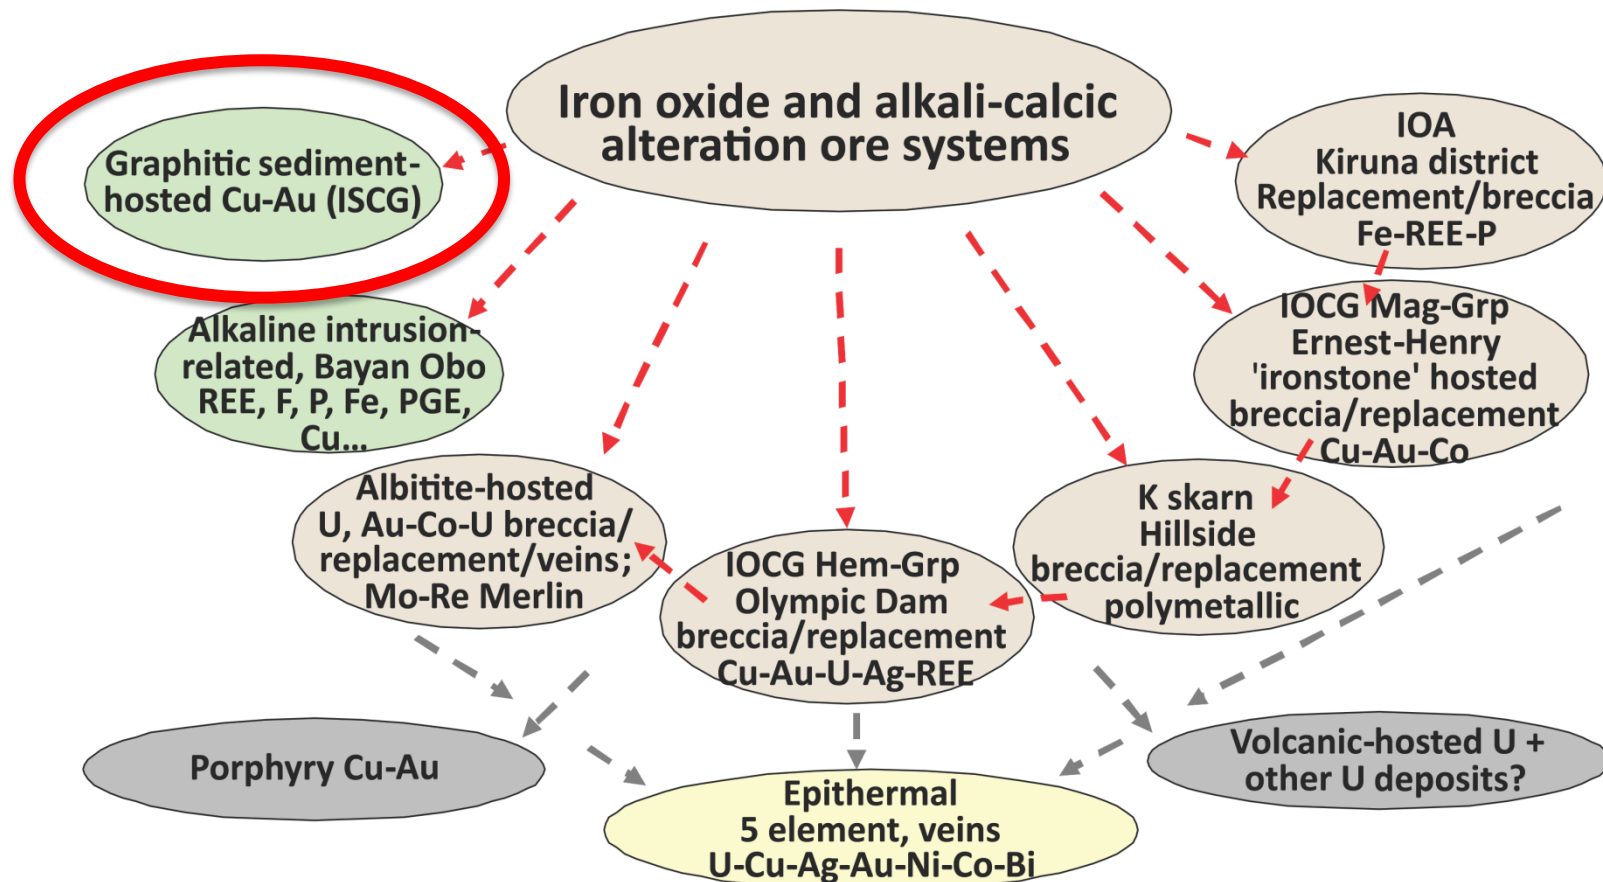 Iron oxide and alkali-calcic
alteration ore systems
Graphitic sediment-
hosted Cu-Au (ISCG)
IOA
Kiruna district
Replacement/breccia
Fe-REE-P
Alkaline intrusion-
related, Bayan Obo
REE, F, P, Fe, PGE,
Cu...
IOCG Mag-Grp
Ernest-Henry
'ironstone' hosted
breccia/replacement
Cu-Au-Co
Albitite-hosted
U, Au-Co-U breccia/
replacement/veins;
Mo-Re Merlin
IOCG Hem-Grp
Olympic Dam
breccia/replacement
Cu-Au-U-Ag-REE
K skarn
Hillside
breccia/replacement
polymetallic
Porphyry Cu-Au
Epithermal
5 element, veins
U-Cu-Ag-Au-Ni-Co-Bi
Volcanic-hosted U +
other U deposits?